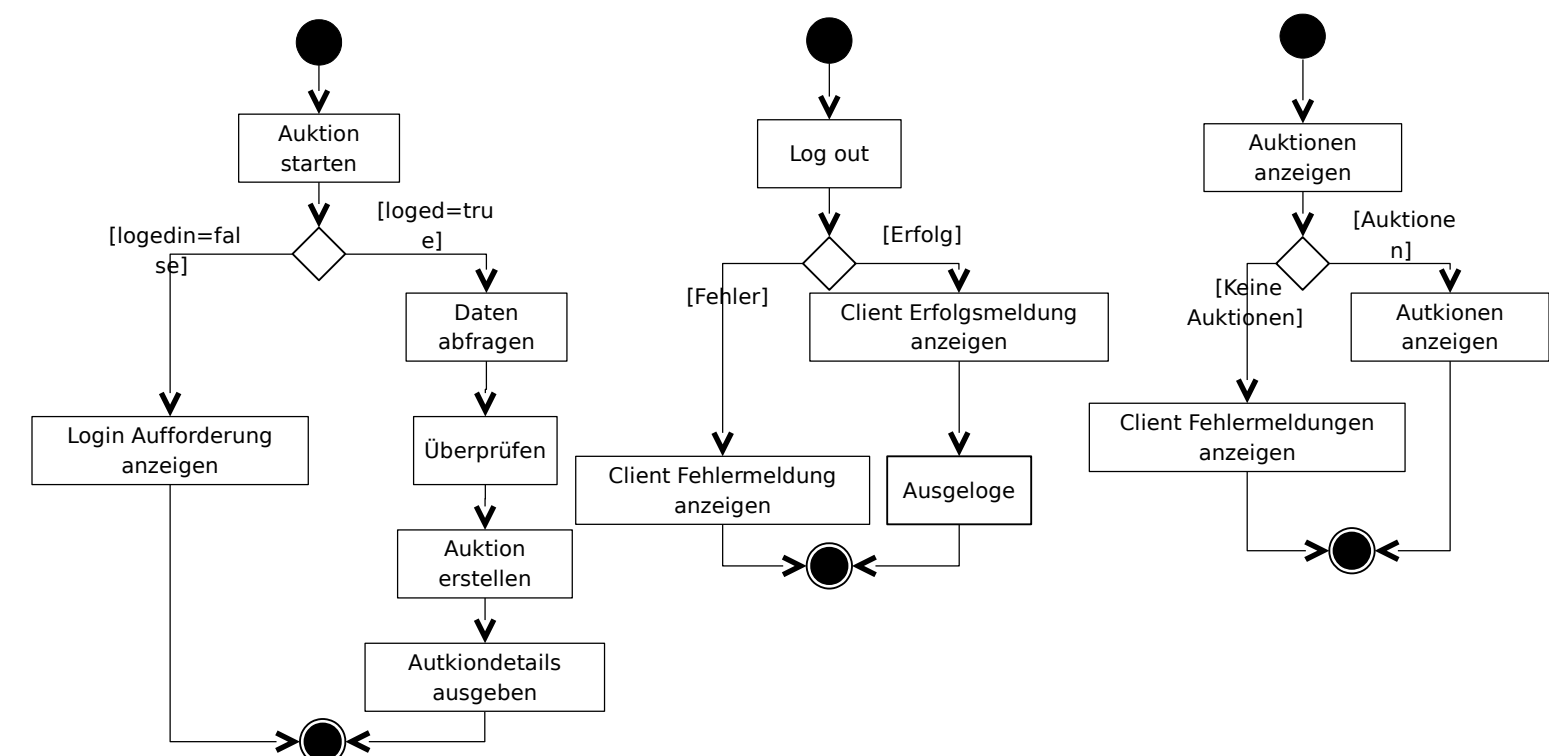 Auktion
starten
[logedin=fal
se]
[loged=tru
e]
Daten
abfragen
Login Aufforderung
anzeigen
Überprüfen
Auktion
erstellen
Autkiondetails
ausgeben
Log out
[Fehler]
[Erfolg]
Client Erfolgsmeldung
anzeigen
Client Fehlermeldung
anzeigen
Ausgeloge
Auktionen
anzeigen
[Keine
Auktionen]
[Auktione
n]
Autkionen
anzeigen
Client Fehlermeldungen
anzeigen